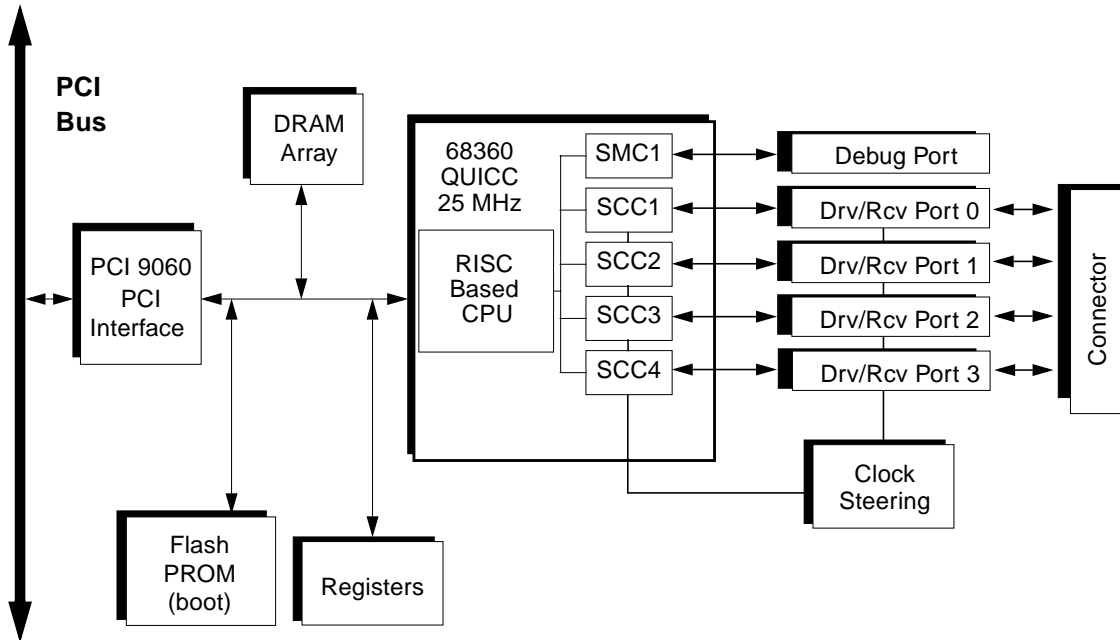 PCI
Bus
DRAM
Array
PCI 9060
PCI
Interface
Flash
PROM
(boot)
Registers
68360
QUICC
25 MHz
RISC
Based
CPU
SMC1
SCC1
SCC2
SCC3
SCC4
Debug Port
Drv/Rcv Port 0
Drv/Rcv Port 1
Drv/Rcv Port 2
Drv/Rcv Port 3
Clock
Steering
Connector